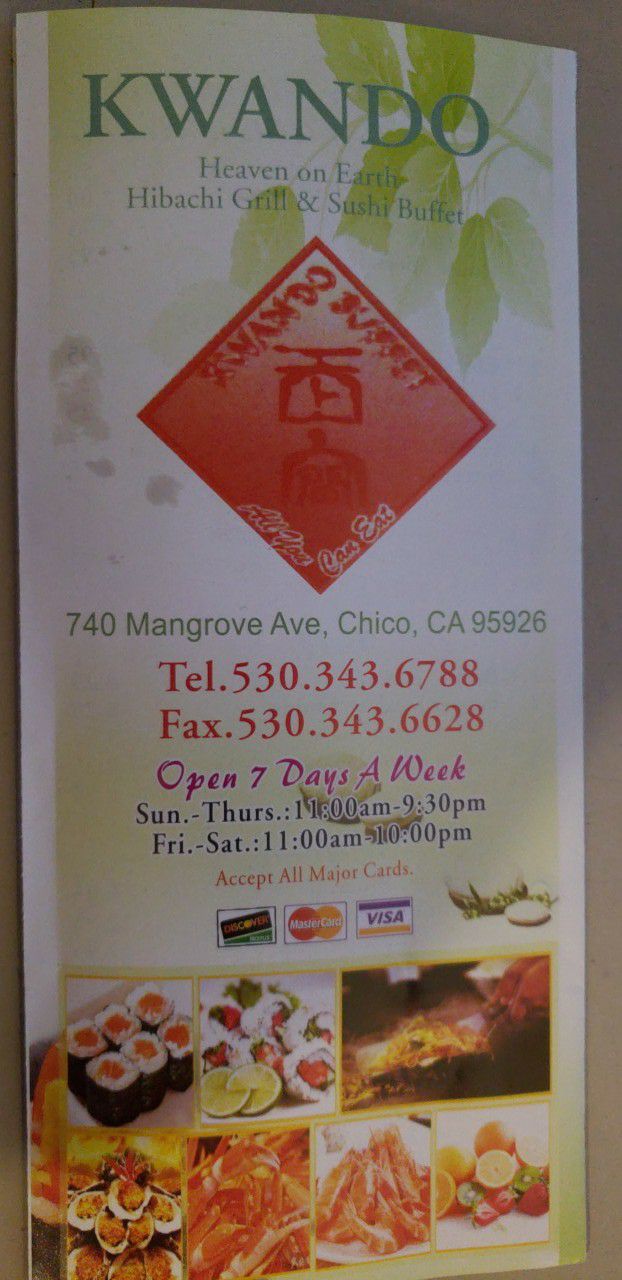 KWANDO
Heaven on Earth
Hibachi Grill & Sushi Buffet
KWANDO BUFFET
All You Can Eat
740 Mangrove Ave, Chico, CA 95926
Tel.530.343.6788
Fax.530.343.6628
Open 7 Days A Week
Sun.-Thurs.:11:00am-9:30pm
Fri.-Sat.:11:00am-10:00pm
Accept All Major Cards.
DISCOVER
MasterCard
VISA